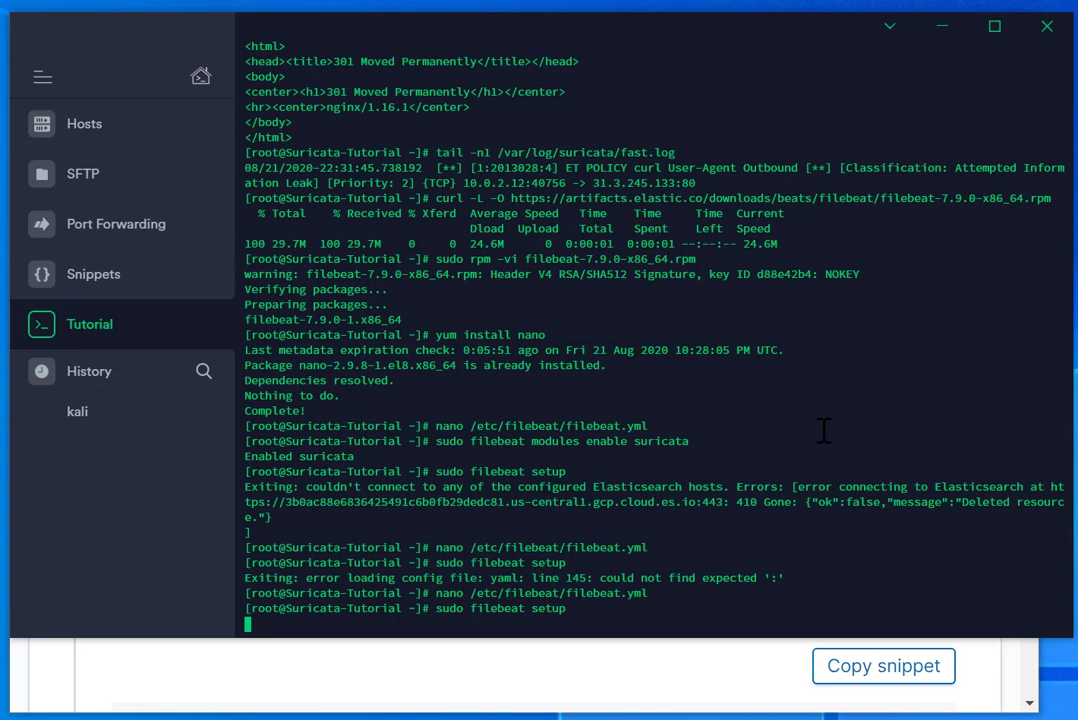 <html>
<head><title>301 Moved Permanently</title></head>
<body>
<center><h1>301 Moved Permanently</h1></center>
<hr><center>nginx/1.16.1</center>
</body>
</html>
[root@Suricata-Tutorial ~]# tail -n1 /var/log/suricata/fast.log
08/21/2020-22:31:45.738192  [**] [1:2013028:4] ET POLICY curl User-Agent Outbound [**] [Classification: Attempted Inform
ation Leak] [Priority: 2] {TCP} 10.0.2.12:40756 -> 31.3.245.133:80
[root@Suricata-Tutorial ~]# curl -L -O https://artifacts.elastic.co/downloads/beats/filebeat/filebeat-7.9.0-x86_64.rpm
% Total    % Received % Xferd  Average Speed   Time    Time     Time  Current
Dload  Upload   Total   Spent    Left  Speed
100 29.7M  100 29.7M    0     0  24.6M      0  0:00:01  0:00:01 --:--:-- 24.6M
[root@Suricata-Tutorial ~]# sudo rpm -vi filebeat-7.9.0-x86_64.rpm
warning: filebeat-7.9.0-x86_64.rpm: Header V4 RSA/SHA512 Signature, key ID d88e42b4: NOKEY
Verifying packages...
Preparing packages...
filebeat-7.9.0-1.x86_64
[root@Suricata-Tutorial ~]# yum install nano
Last metadata expiration check: 0:05:51 ago on Fri 21 Aug 2020 10:28:05 PM UTC.
Package nano-2.9.8-1.el8.x86_64 is already installed.
Dependencies resolved.
Nothing to do.
Complete!
[root@Suricata-Tutorial ~]# nano /etc/filebeat/filebeat.yml
[root@Suricata-Tutorial ~]# sudo filebeat modules enable suricata
Enabled suricata
[root@Suricata-Tutorial ~]# sudo filebeat setup
Exiting: couldn't connect to any of the configured Elasticsearch hosts. Errors: [error connecting to Elasticsearch at ht
tps://3b0ac88e6836425491c6b0fb29dedc81.us-central1.gcp.cloud.es.io:443: 410 Gone: {"ok":false,"message":"Deleted resourc
e."}
]
[root@Suricata-Tutorial ~]# nano /etc/filebeat/filebeat.yml
[root@Suricata-Tutorial ~]# sudo filebeat setup
Exiting: error loading config file: yaml: line 145: could not find expected ':'
[root@Suricata-Tutorial ~]# nano /etc/filebeat/filebeat.yml
[root@Suricata-Tutorial ~]# sudo filebeat setup
Hosts
SFTP
Port Forwarding
Snippets
Tutorial
History
kali
Copy snippet